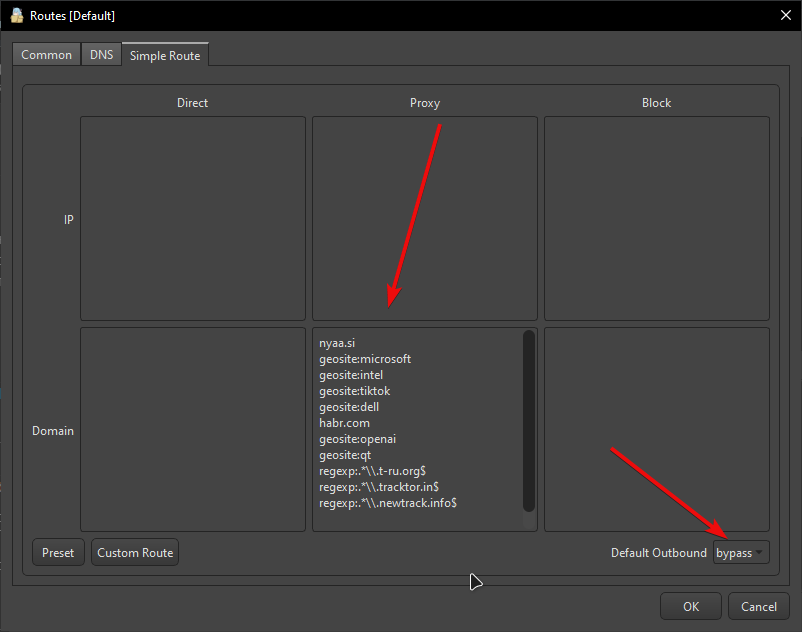 Routes [Default]
Common
DNS
Simple Route
Direct
Proxy
Block
IP
Domain
nyaa.si
geosite:microsoft
geosite:intel
geosite:tiktok
geosite:dell
habr.com
geosite:openai
geosite:qt
regexp:.*\\.t-ru.org$
regexp:.*\\.tracktor.in$
regexp:.*\\.newtrack.info$
Preset
Custom Route
Default Outbound
bypass
OK
Cancel